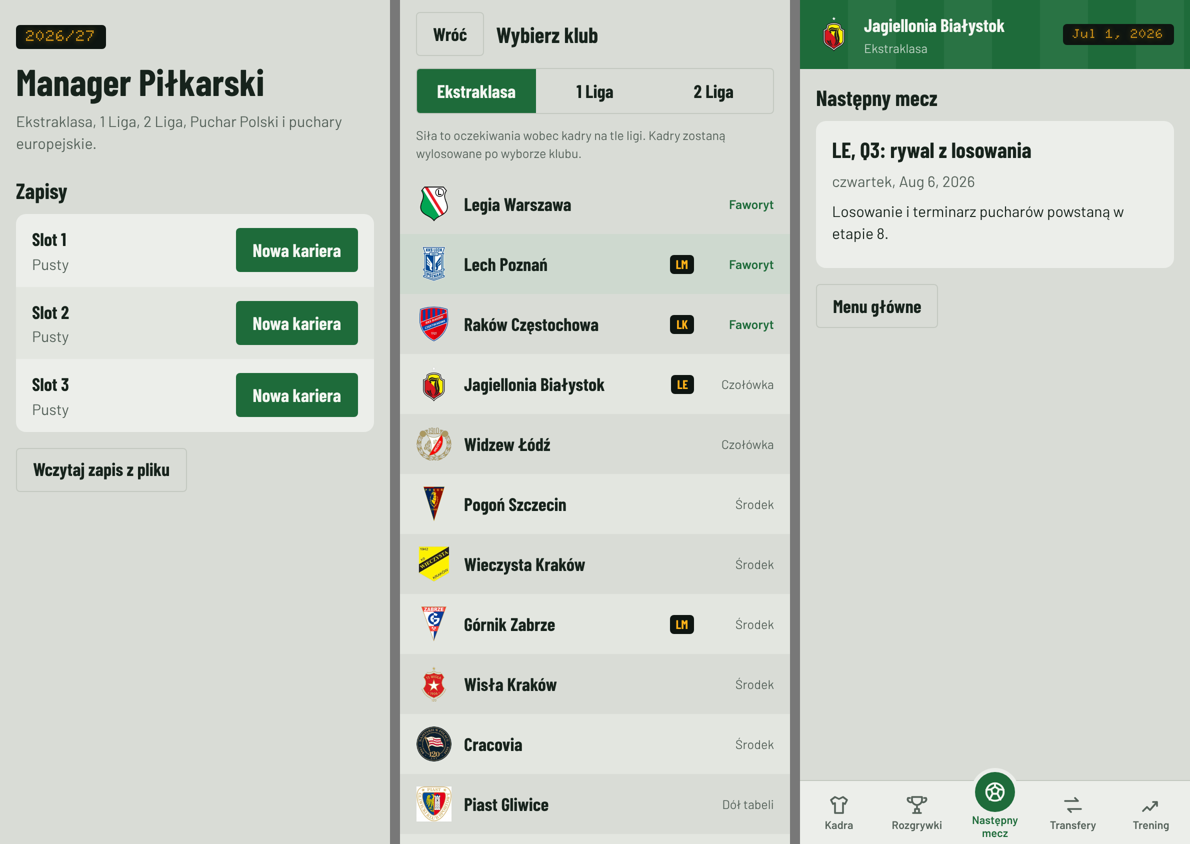 2026/27
Manager Piłkarski
Ekstraklasa, 1 Liga, 2 Liga, Puchar Polski i puchary
europejskie.
Zapisy
Slot 1
Pusty
Nowa kariera
Slot 2
Pusty
Nowa kariera
Slot 3
Pusty
Nowa kariera
Wczytaj zapis z pliku
Wróć
Wybierz klub
Ekstraklasa
1 Liga
2 Liga
Siła to oczekiwania wobec kadry na tle ligi. Kadry zostaną
wylosowane po wyborze klubu.
Legia Warszawa
Faworyt
Lech Poznań
LM
Faworyt
Raków Częstochowa
LK
Faworyt
Jagiellonia Białystok
LE
Czołówka
Widzew Łódź
Czołówka
Pogoń Szczecin
Środek
Wieczysta Kraków
Środek
Górnik Zabrze
LM
Środek
Wisła Kraków
Środek
Cracovia
Środek
Piast Gliwice
Dół tabeli
Jagiellonia Białystok
Ekstraklasa
Jul 1, 2026
Następny mecz
LE, Q3: rywal z losowania
czwartek, Aug 6, 2026
Losowanie i terminarz pucharów powstaną w
etapie 8.
Menu główne
Kadra
Rozgrywki
Następny
mecz
Transfery
Trening